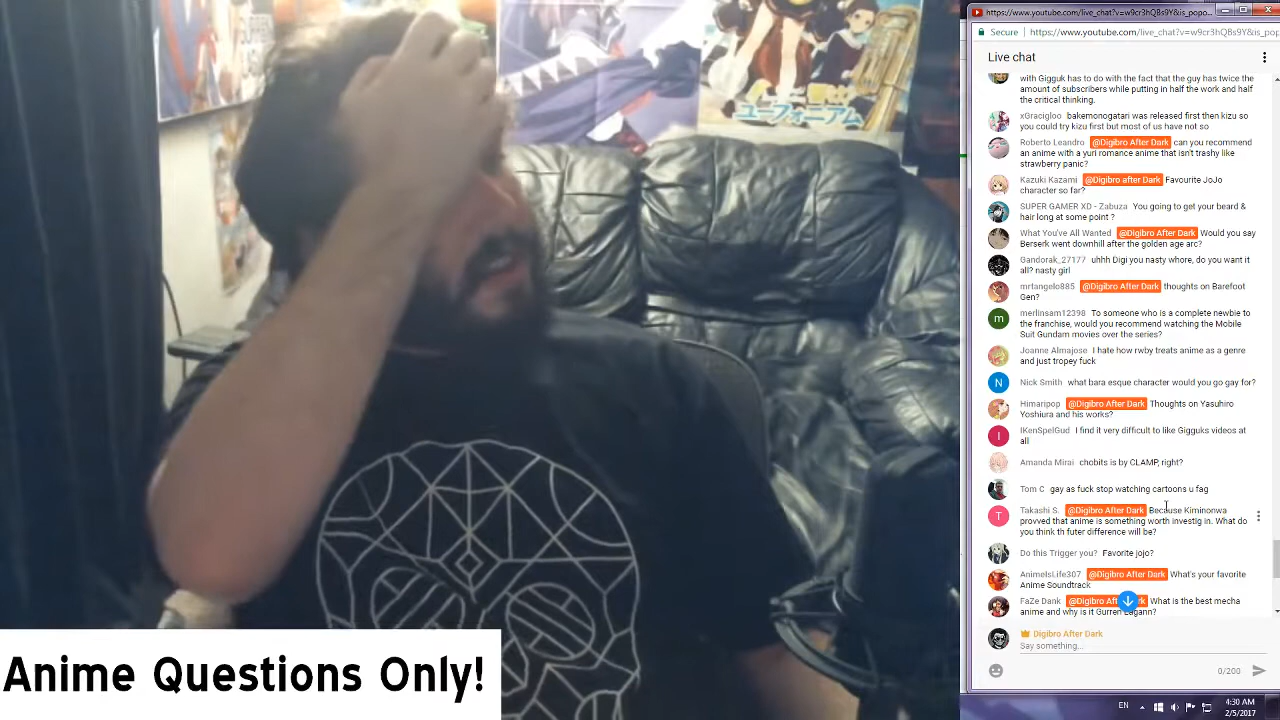 ユーフォニアム
Anime Questions Only!
https://www.youtube.com/live_chat?v=w9cr3hQBs9Y&is_popo...
Secure https://www.youtube.com/live_chat?v=w9cr3hQBs9Y&is_pop
Live chat
with Gigguk has to do with the fact that the guy has twice the
amount of subscribers while putting in half the work and half
the critical thinking.
xGracigloo bakemonogatari was released first then kizu so
you could try kizu first but most of us have not so
Roberto Leandro @Digibro After Dark can you recommend
an anime with a yuri romance anime that isn't trashy like
strawberry panic?
Kazuki Kazami @Digibro after Dark Favourite JoJo
character so far?
SUPER GAMER XD - Zabuza You going to get your beard &
hair long at some point ?
What You've All Wanted @Digibro After Dark Would you say
Berserk went downhill after the golden age arc?
Gandorak_27177 uhhh Digi you nasty whore, do you want it
all? nasty girl
mrtangelo885 @Digibro After Dark thoughts on Barefoot
Gen?
m merlinsam12398 To someone who is a complete newbie to
the franchise, would you recommend watching the Mobile
Suit Gundam movies over the series?
Joanne Almajose I hate how rwby treats anime as a genre
and just tropey fuck
N Nick Smith what bara esque character would you go gay for?
Himaripop @Digibro After Dark Thoughts on Yasuhiro
Yoshiura and his works?
I IKenSpelGud I find it very difficult to like Gigguks videos at
all
Amanda Mirai chobits is by CLAMP, right?
Tom C gay as fuck stop watching cartoons u fag
T Takashi S. @Digibro After Dark Because Kiminonwa
provved that anime is something worth investig in. What do
you think th futer difference will be?
Do this Trigger you? Favorite jojo?
AnimeIsLife307 @Digibro After Dark What's your favorite
Anime Soundtrack
FaZe Dank @Digibro After Dark What is the best mecha
anime and why is it Gurren Lagann?
Digibro After Dark
Say something...
0/200
EN 4:30 AM
2/5/2017